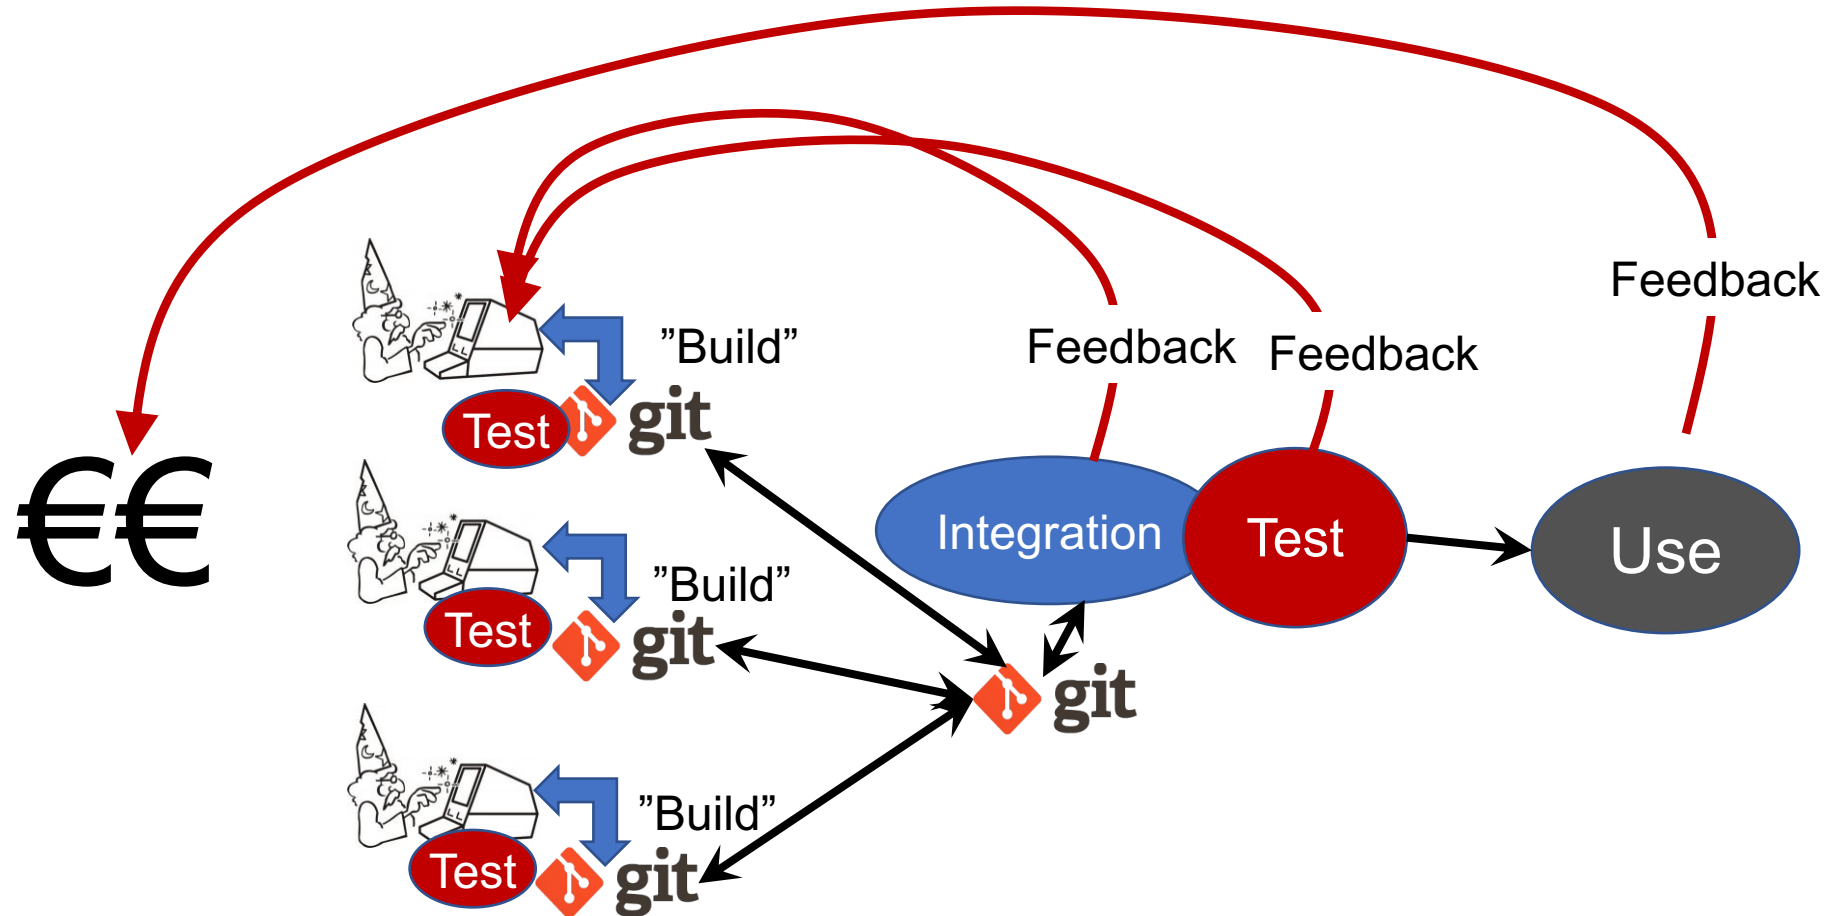 Feedback
”Build”
Feedback
Feedback
Test
git
€€
Integration
Test
Use
”Build”
Test
git
git
”Build”
Test
git